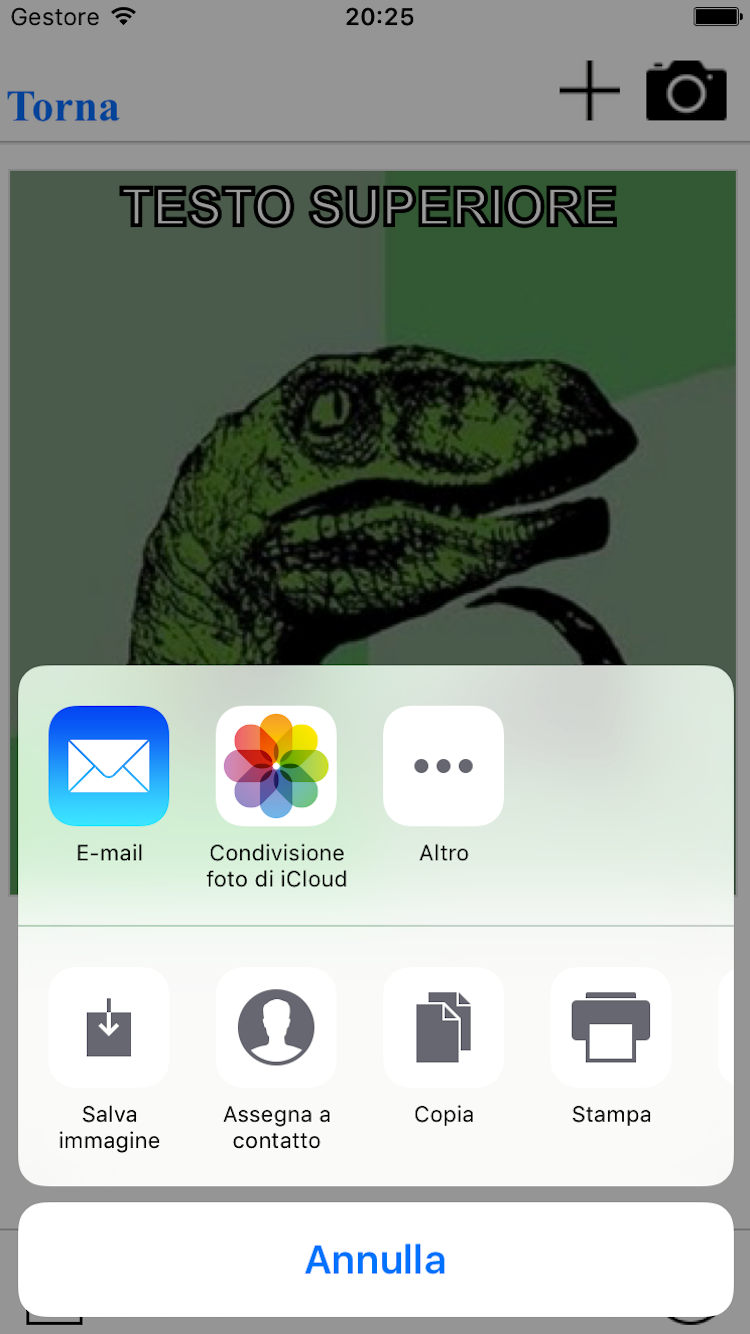 Gestore 20:25
Torna
TESTO SUPERIORE
E-mail
Condivisione
foto di iCloud
Altro
Salva
immagine
Assegna a
contatto
Copia
Stampa
Annulla